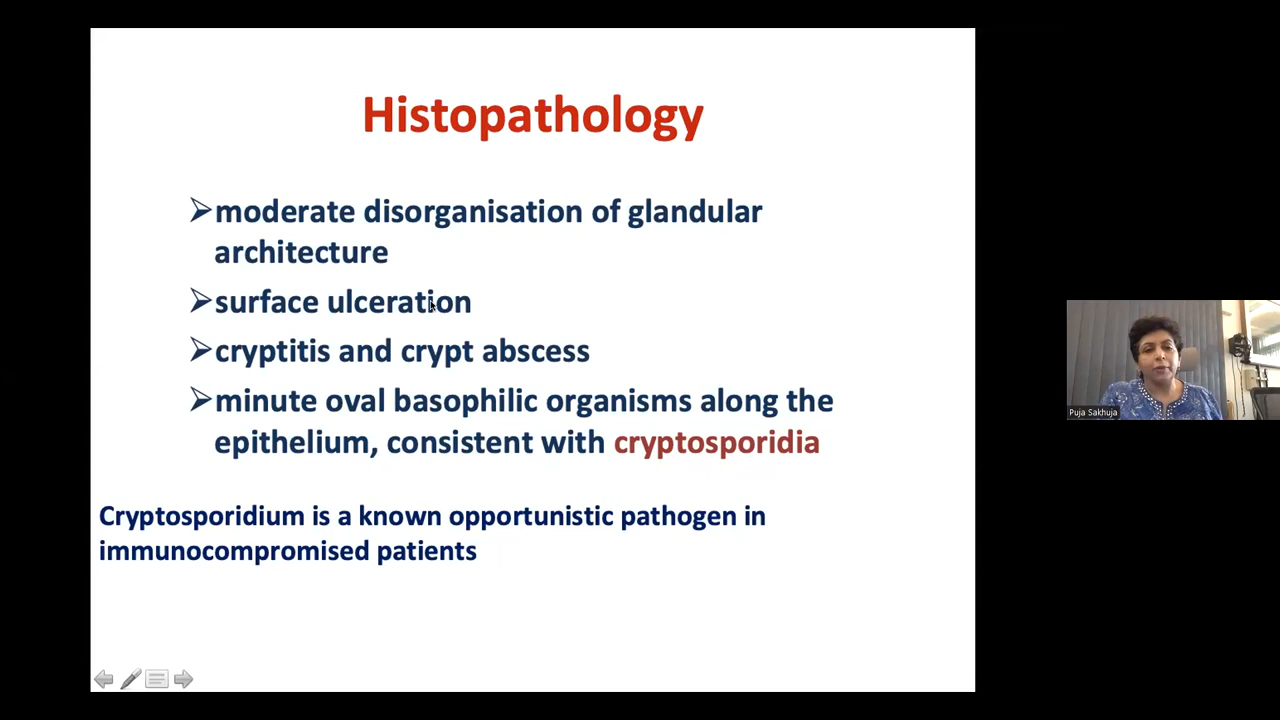 Histopathology
➢moderate disorganisation of glandular
architecture
➢surface ulceration
➢cryptitis and crypt abscess
➢minute oval basophilic organisms along the
epithelium, consistent with cryptosporidia
Cryptosporidium is a known opportunistic pathogen in
immunocompromised patients
Puja Sakhuja